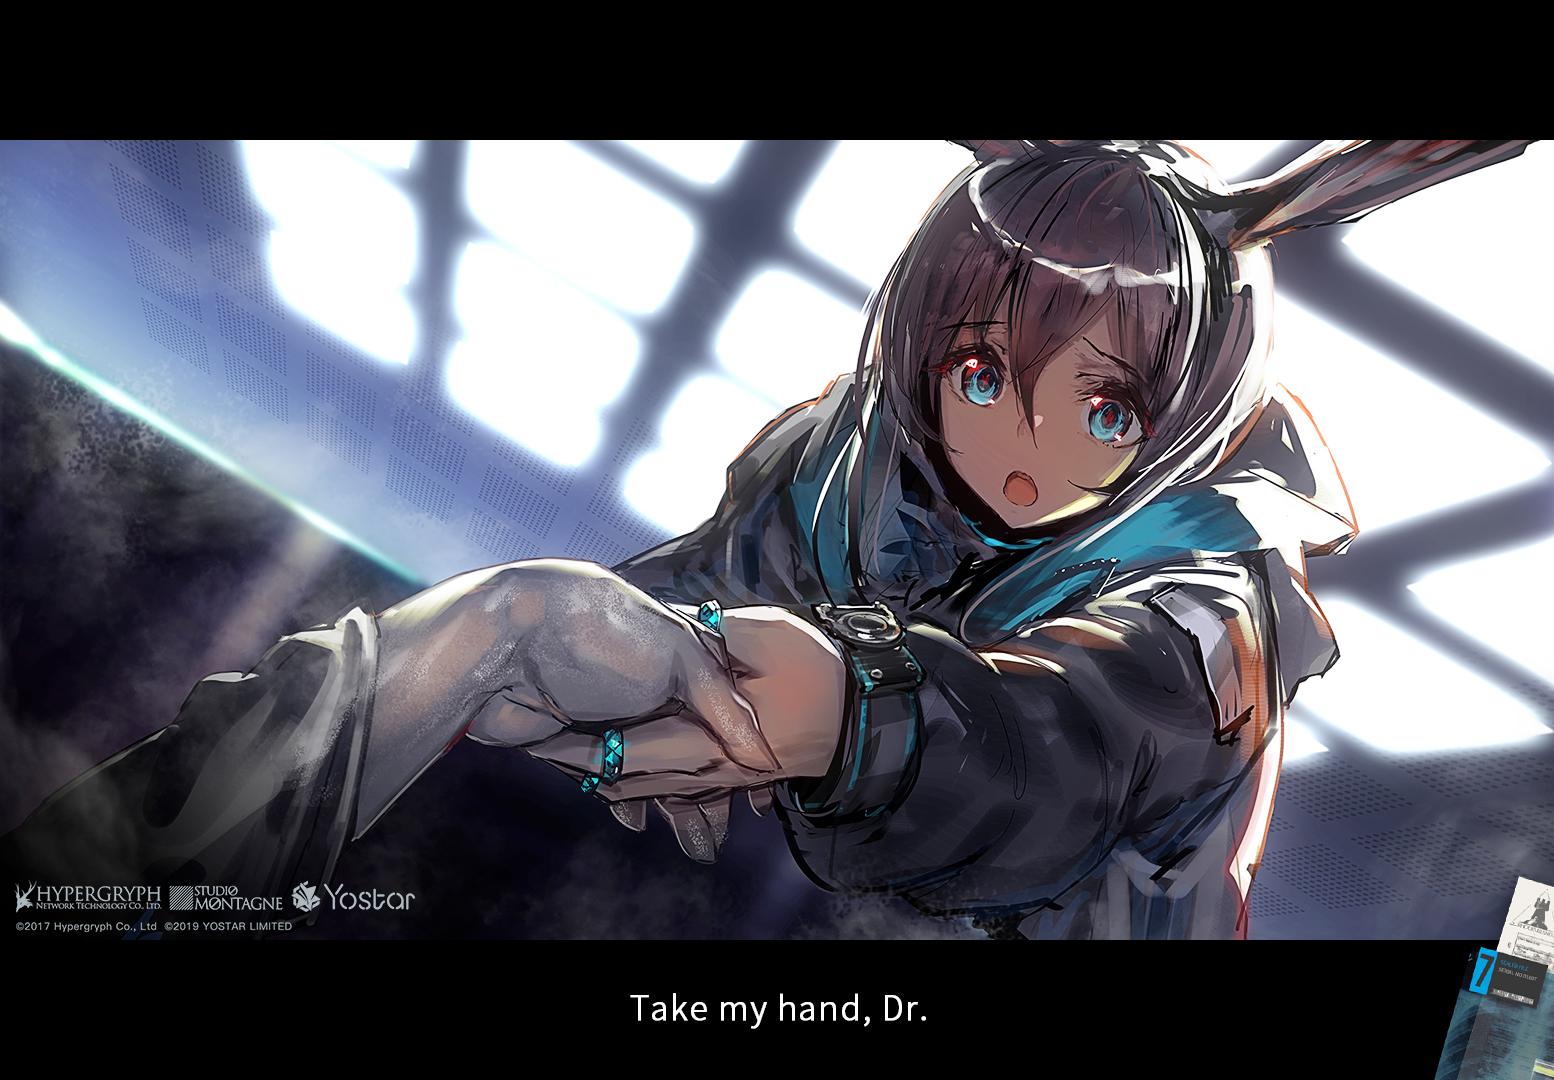 HYPERGRYPH
NETWORK TECHNOLOGY CO., LTD.
STUDIO
MØNTAGNE
Yostar
©2017 Hypergryph Co., Ltd ©2019 YOSTAR LIMITED
Take my hand, Dr.
7